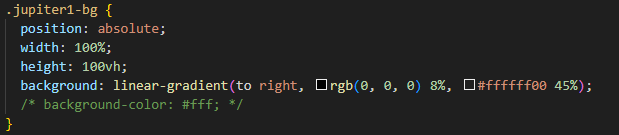 .jupiter1-bg {
position: absolute;
width: 100%;
height: 100vh;
background: linear-gradient(to right, rgb(0, 0, 0) 8%, #ffffff00 45%);
/* background-color: #fff; */
}